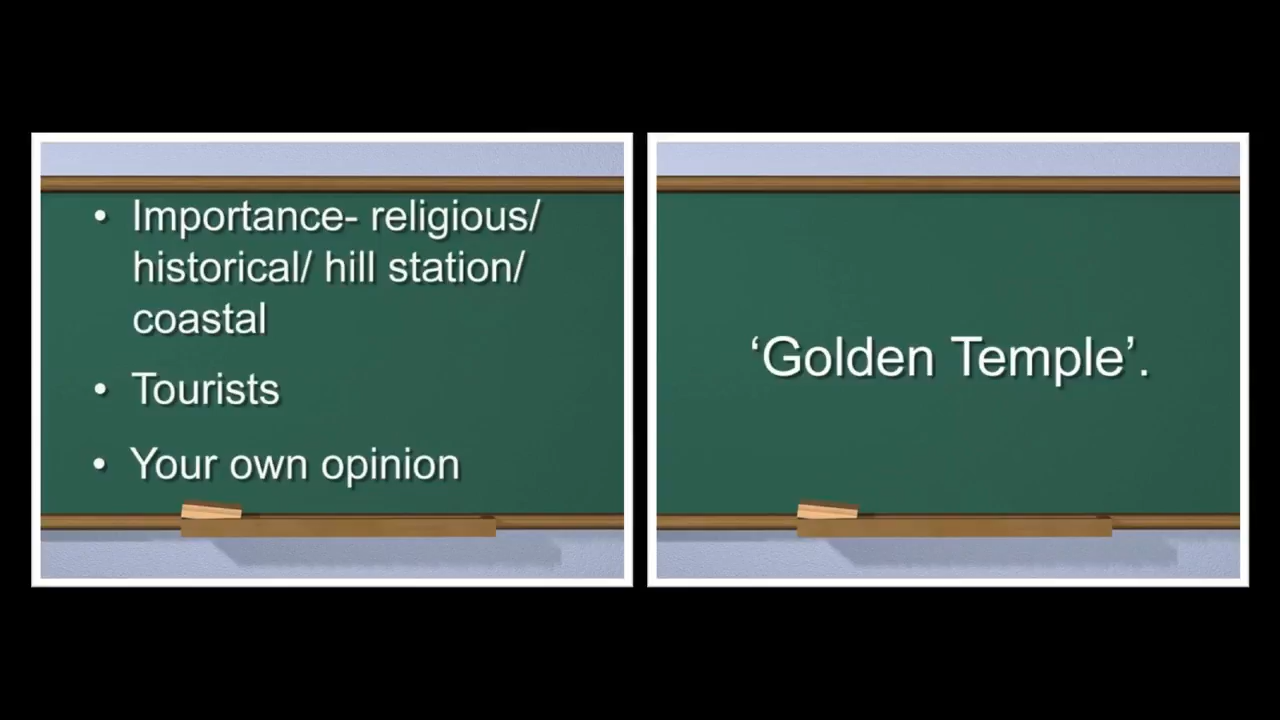 • Importance- religious/
historical/ hill station/
coastal
• Tourists
• Your own opinion
‘Golden Temple’.